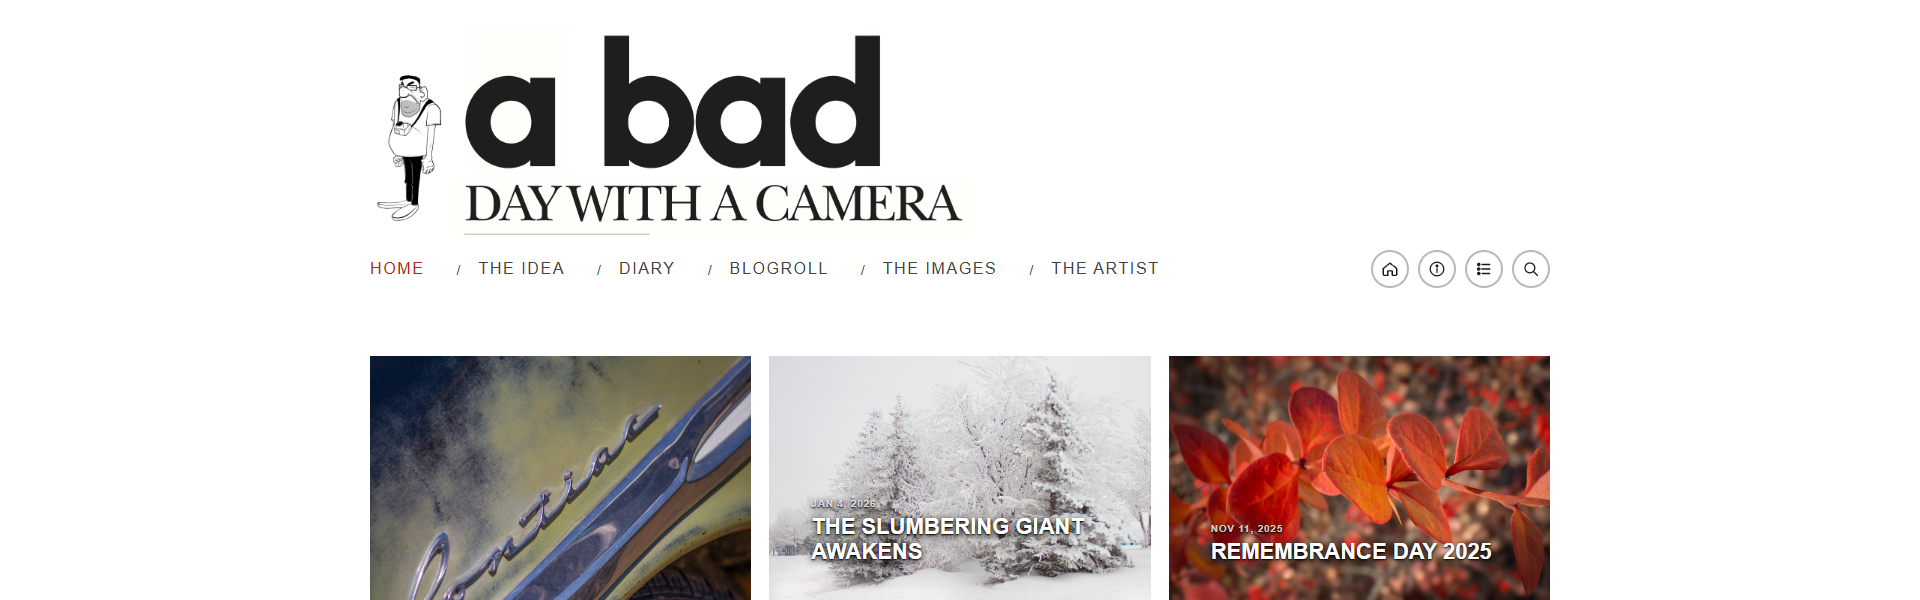 a bad
DAY WITH A CAMERA
HOME / THE IDEA / DIARY / BLOGROLL / THE IMAGES / THE ARTIST
Pontiac
JAN 4, 2026
THE SLUMBERING GIANT
AWAKENS
NOV 11, 2025
REMEMBRANCE DAY 2025